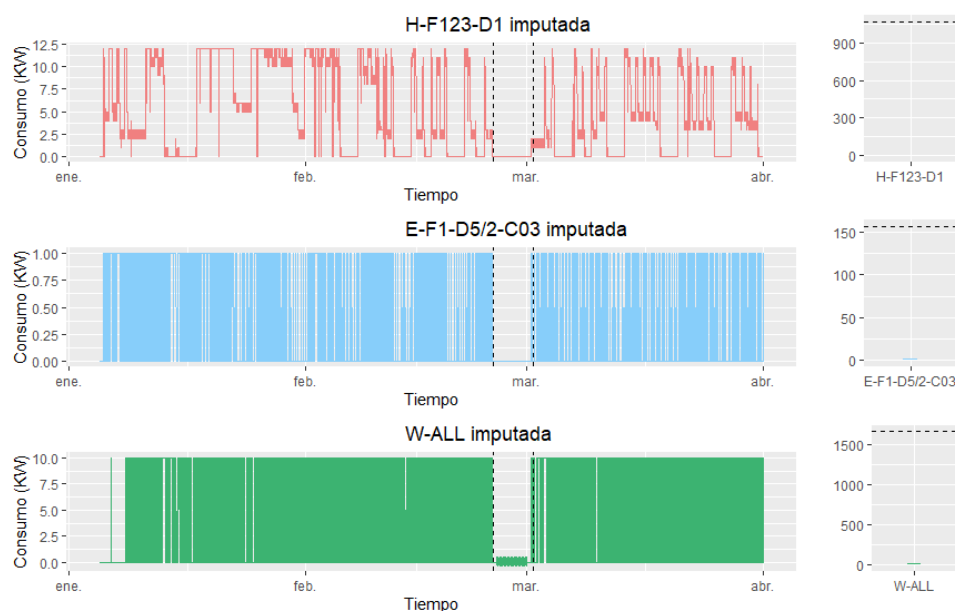 H-F123-D1 imputada
Consumo (KW)
12.5
10.0
7.5
5.0
2.5
0.0
ene.
feb.
mar.
abr.
Tiempo
900
600
300
0
H-F123-D1
E-F1-D5/2-C03 imputada
Consumo (KW)
1.00
0.75
0.50
0.25
0.00
ene.
feb.
mar.
abr.
Tiempo
150
100
50
0
E-F1-D5/2-C03
W-ALL imputada
Consumo (KW)
10.0
7.5
5.0
2.5
0.0
ene.
feb.
mar.
abr.
Tiempo
1500
1000
500
0
W-ALL